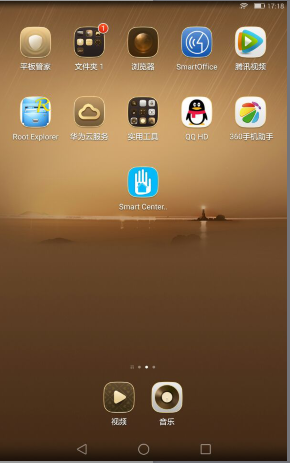 17:18
1
平板管家
文件夹 1
浏览器
SmartOffice
腾讯视频
Root Explorer
华为云服务
实用工具
QQ HD
360手机助手
Smart Center..
视频
音乐